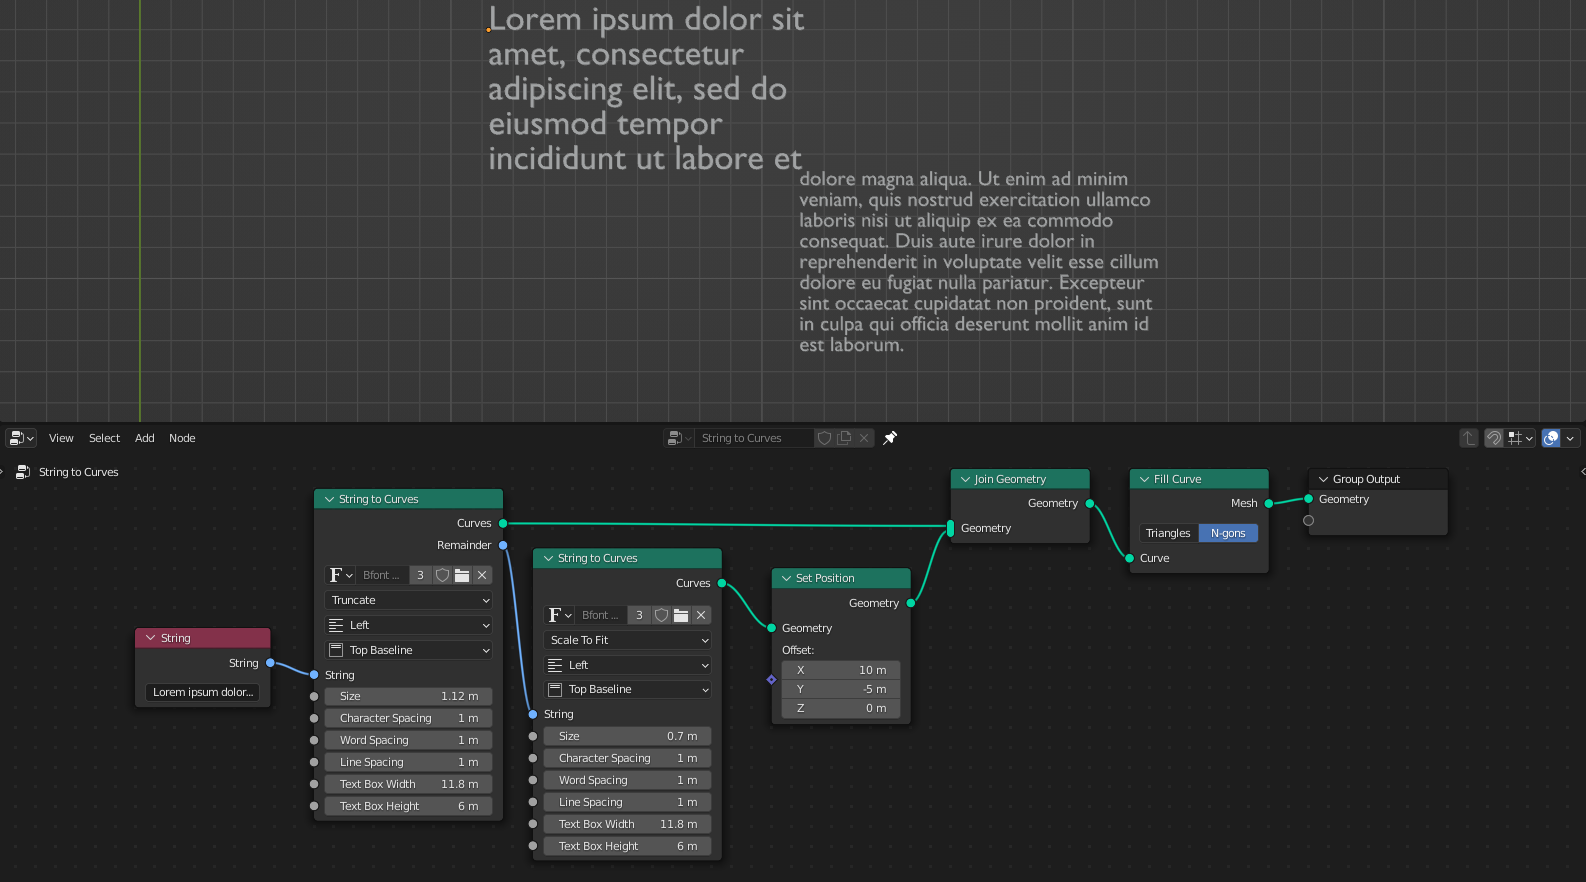 Lorem ipsum dolor sit
amet, consectetur
adipiscing elit, sed do
eiusmod tempor
incididunt ut labore et
dolore magna aliqua. Ut enim ad minim
veniam, quis nostrud exercitation ullamco
laboris nisi ut aliquip ex ea commodo
consequat. Duis aute irure dolor in
reprehenderit in voluptate velit esse cillum
dolore eu fugiat nulla pariatur. Excepteur
sint occaecat cupidatat non proident, sunt
in culpa qui officia deserunt mollit anim id
est laborum.
View Select Add Node
String to Curves
String to Curves
String
String
Lorem ipsum dolor...
String to Curves
Curves
Remainder
F Bfont ... 3
Truncate
Left
Top Baseline
String
Size 1.12 m
Character Spacing 1 m
Word Spacing 1 m
Line Spacing 1 m
Text Box Width 11.8 m
Text Box Height 6 m
String to Curves
Curves
F Bfont ... 3
Scale To Fit
Left
Top Baseline
String
Size 0.7 m
Character Spacing 1 m
Word Spacing 1 m
Line Spacing 1 m
Text Box Width 11.8 m
Text Box Height 6 m
Set Position
Geometry
Geometry
Offset:
X 10 m
Y -5 m
Z 0 m
Join Geometry
Geometry
Geometry
Fill Curve
Mesh
Triangles N-gons
Curve
Group Output
Geometry